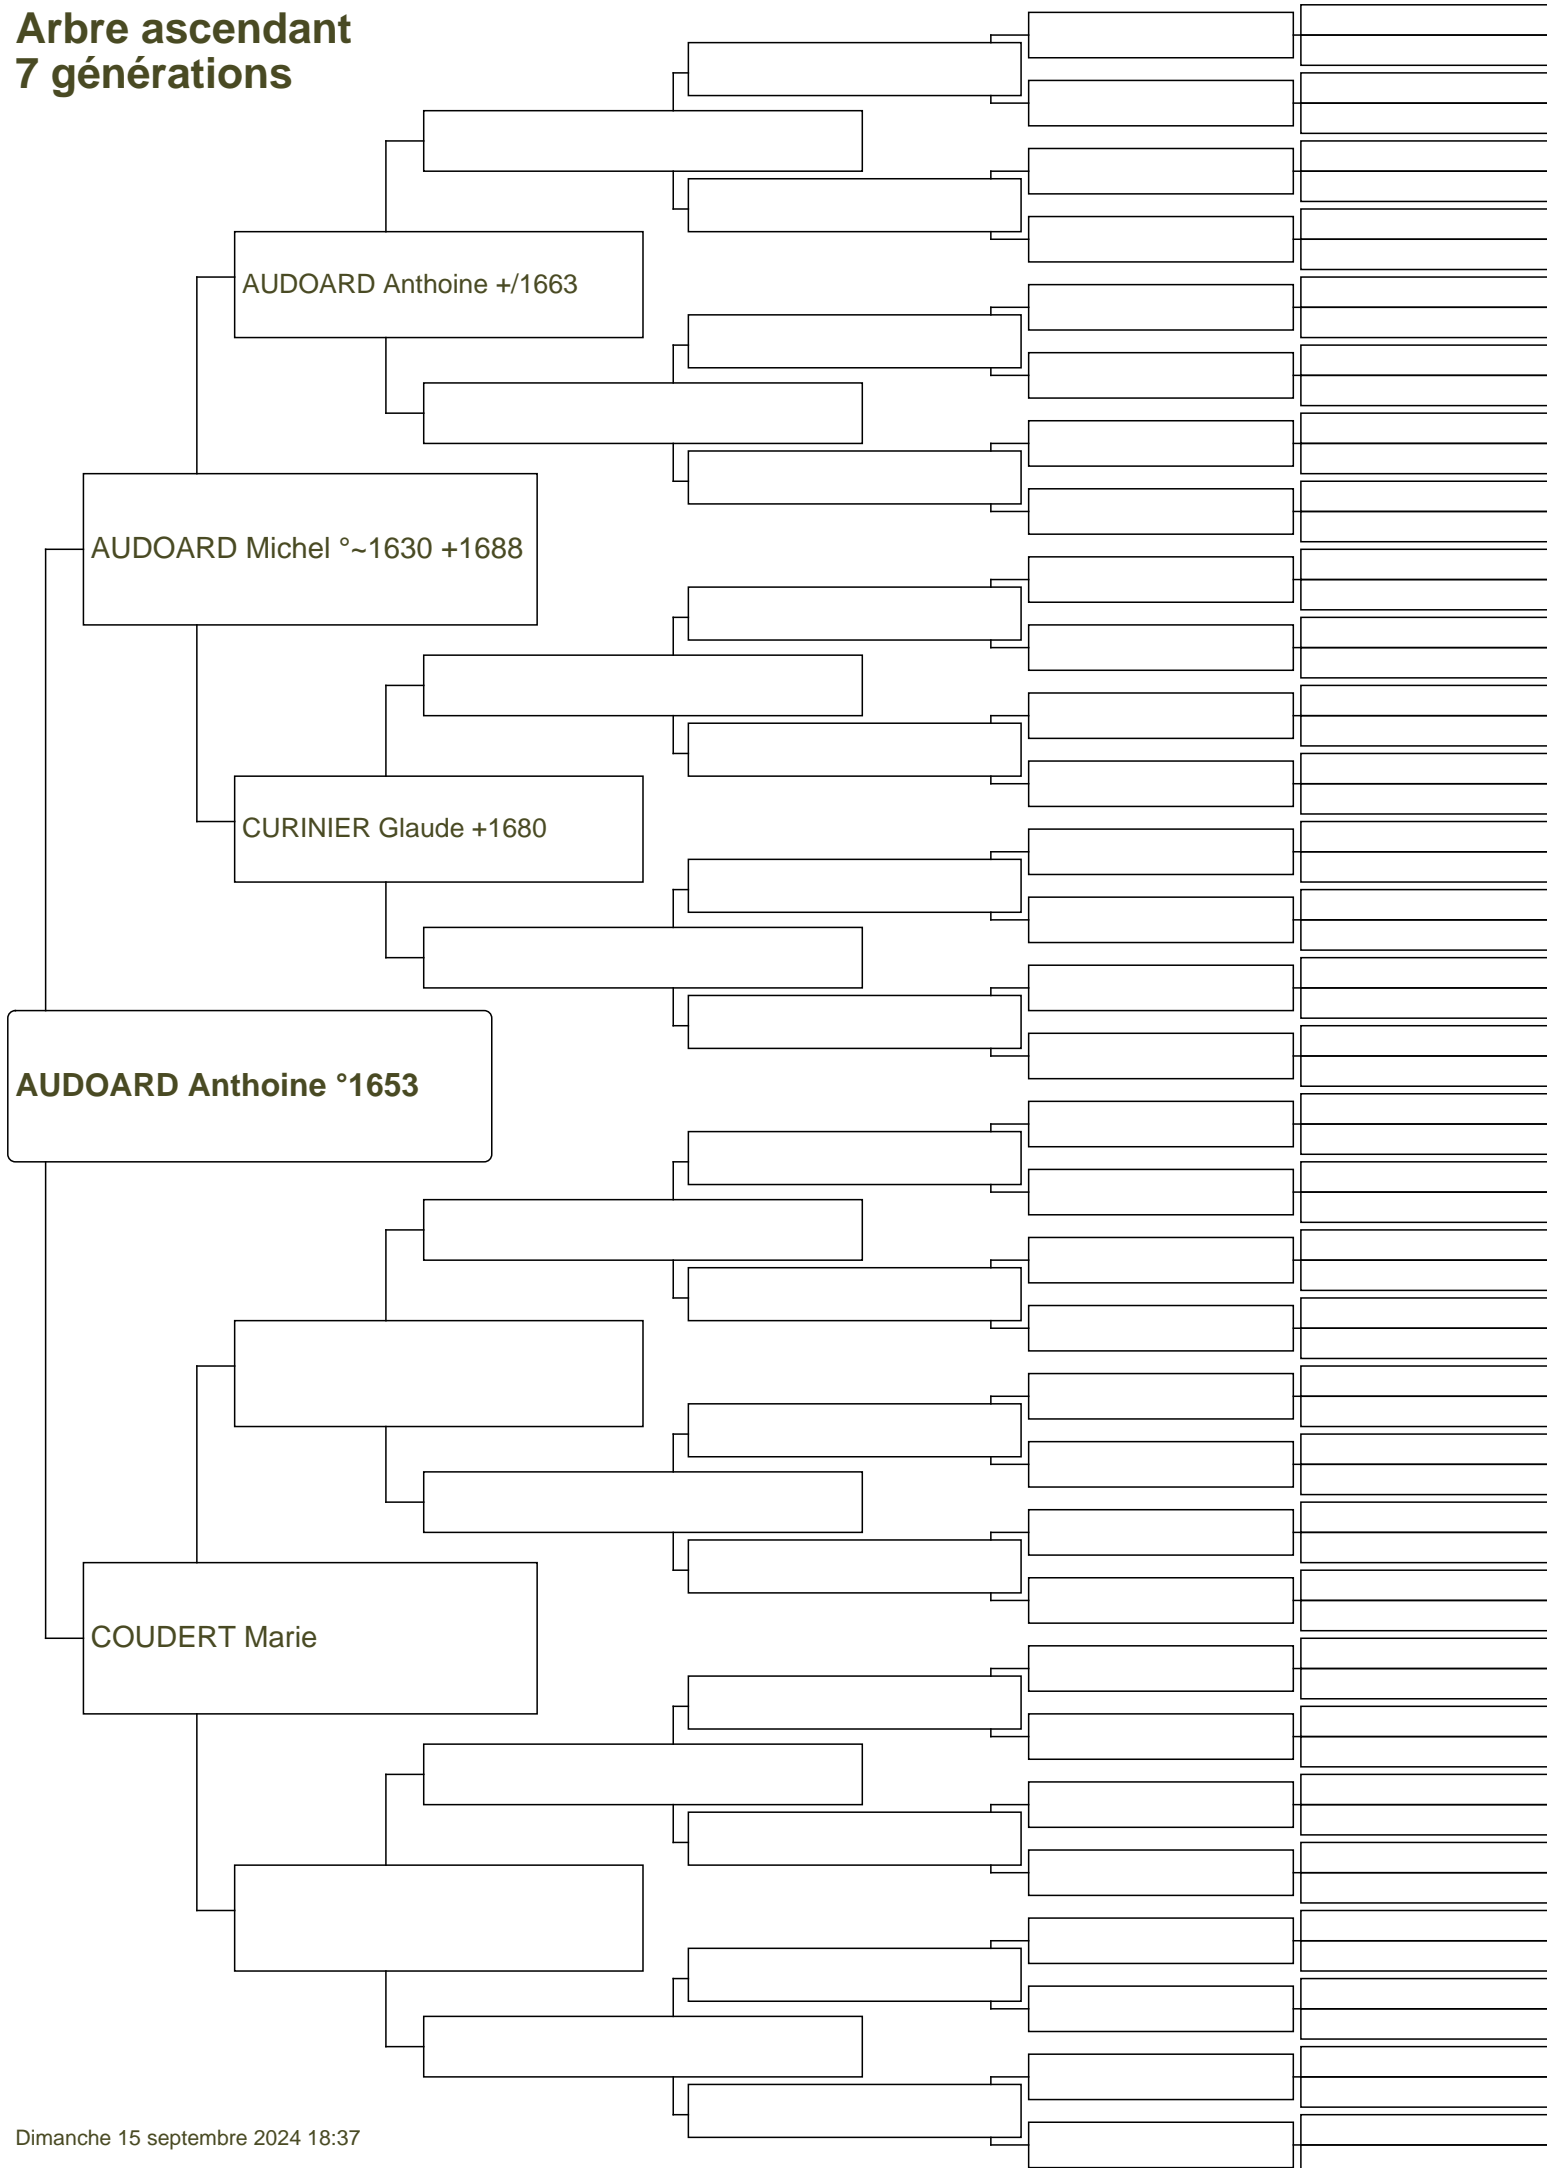 Arbre ascendant
7 générations
AUDOARD Anthoine +/1663
AUDOARD Michel °~1630 +1688
CURINIER Glaude +1680
AUDOARD Anthoine °1653
COUDERT Marie
Dimanche 15 septembre 2024 18:37